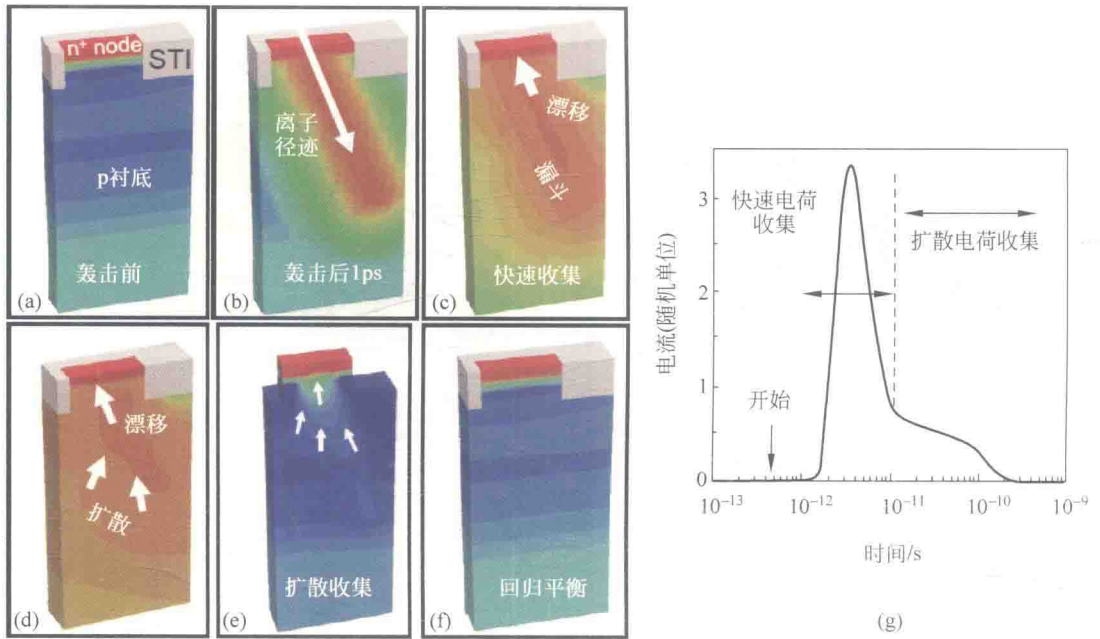 n⁺ node
STI
p衬底
轰击前
(a)
离子
径迹
轰击后1ps
(b)
漂移
漏斗
快速收集
(c)
漂移
扩散
(d)
扩散收集
(e)
回归平衡
(f)
电流(随机单位)
3
2
1
0
快速电荷
收集
扩散电荷收集
开始
10⁻¹³
10⁻¹²
10⁻¹¹
10⁻¹⁰
10⁻⁹
时间/s
(g)